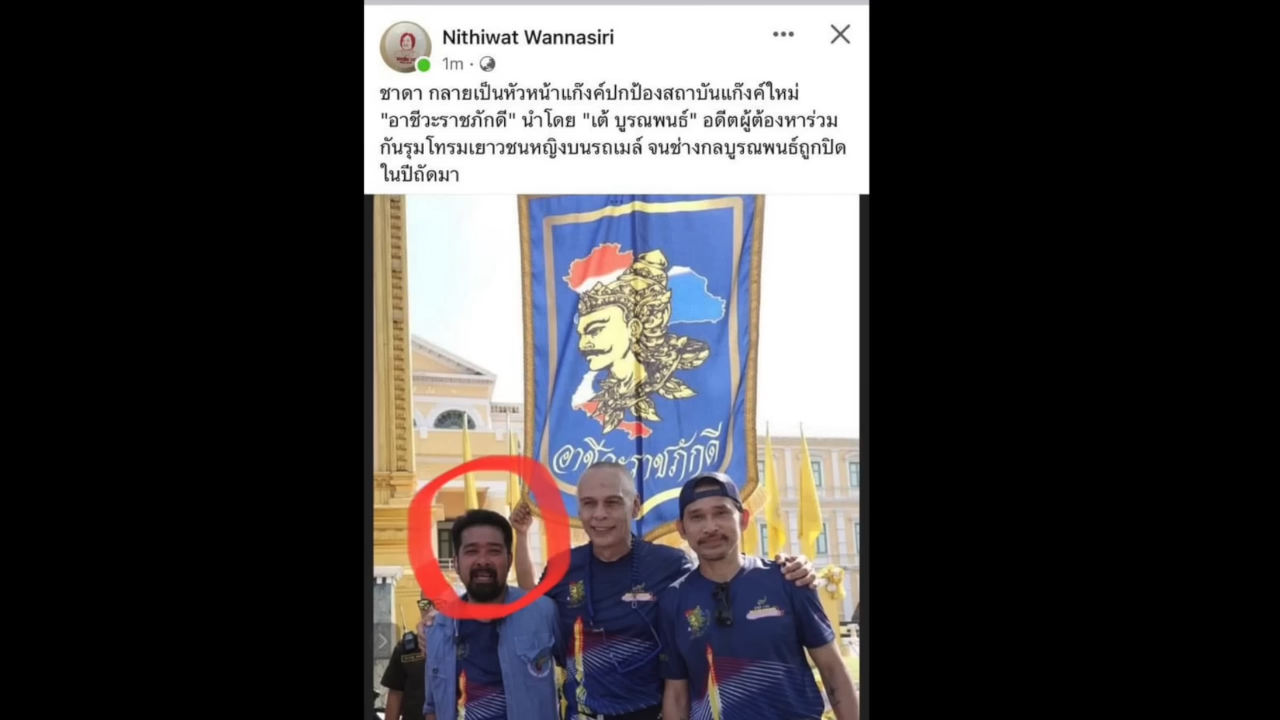 Nithiwat Wannasiri
1m ·
ชาดา กลายเป็นหัวหน้าแก๊งค์ปกป้องสถาบันแก๊งค์ใหม่
"อาชีวะราชภักดี" นำโดย "เต้ บูรณพนธ์" อดีตผู้ต้องหาร่วม
กันรุมโทรมเยาวชนหญิงบนรถเมล์ จนช่างกลบูรณพนธ์ถูกปิด
ในปีถัดมา
อาชีวะราชภักดี